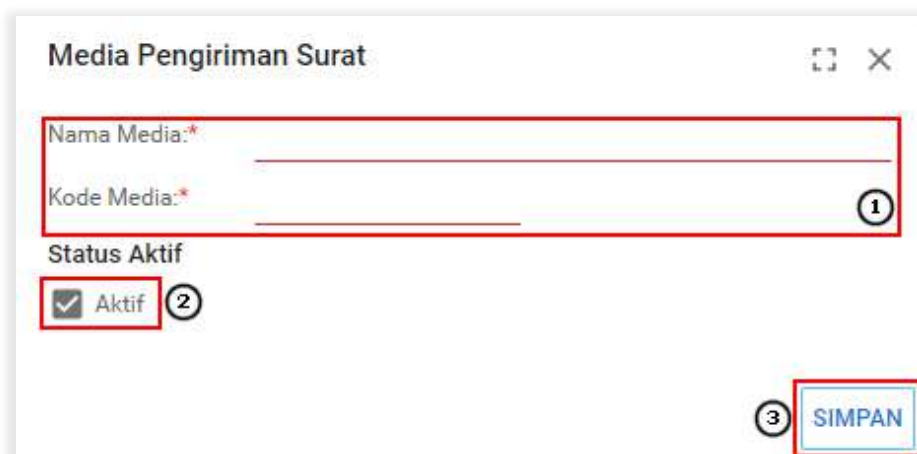 Media Pengiriman Surat
Nama Media:*
Kode Media:*
1
Status Aktif
Aktif 2
3 SIMPAN